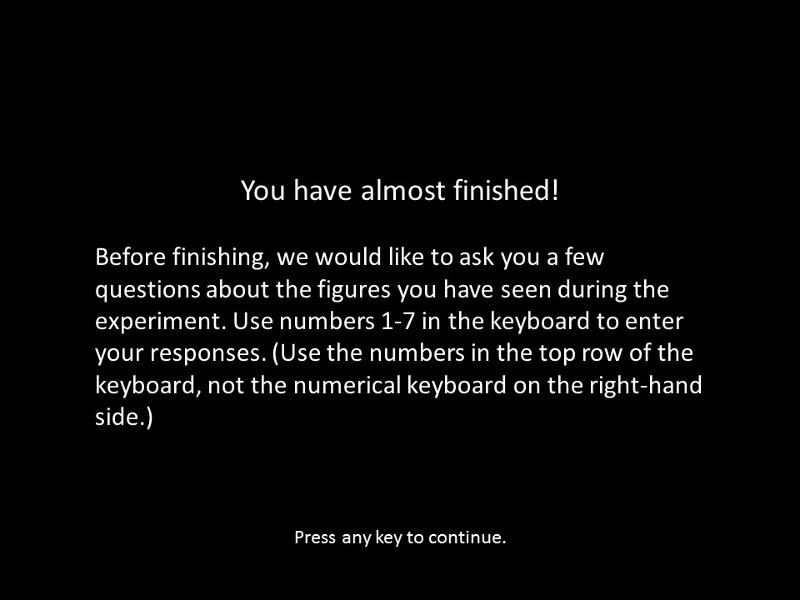 You have almost finished!
Before finishing, we would like to ask you a few
questions about the figures you have seen during the
experiment. Use numbers 1-7 in the keyboard to enter
your responses. (Use the numbers in the top row of the
keyboard, not the numerical keyboard on the right-hand
side.)
Press any key to continue.